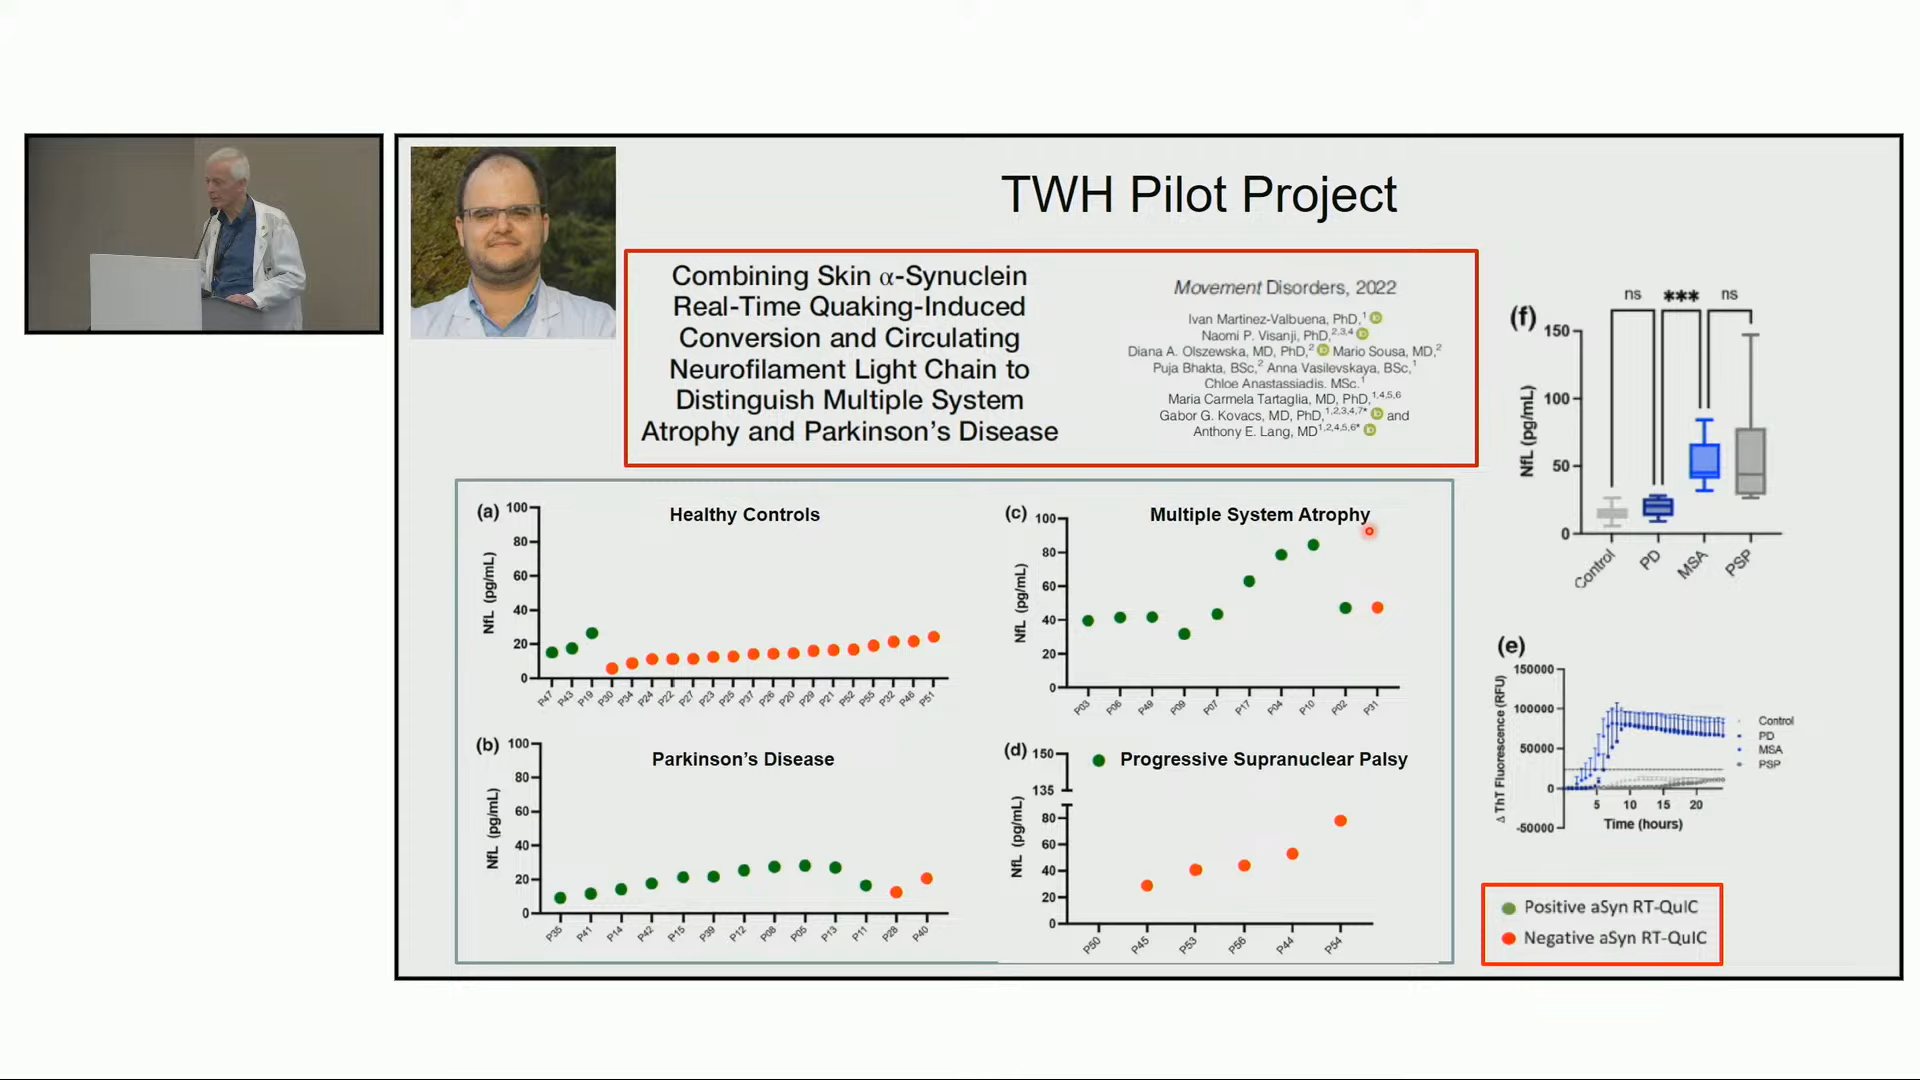 TWH Pilot Project
Combining Skin α-Synuclein
Real-Time Quaking-Induced
Conversion and Circulating
Neurofilament Light Chain to
Distinguish Multiple System
Atrophy and Parkinson's Disease
Movement Disorders, 2022
Ivan Martinez-Valbuena, PhD,1 iD
Naomi P. Visanji, PhD,2,3,4 iD
Diana A. Olszewska, MD, PhD,2 iD Mario Sousa, MD,2
Puja Bhakta, BSc,2 Anna Vasilevskaya, BSc,1
Chloe Anastassiadis. MSc.1
Maria Carmela Tartaglia, MD, PhD,1,4,5,6
Gabor G. Kovacs, MD, PhD,1,2,3,4,7* iD and
Anthony E. Lang, MD1,2,4,5,6* iD
(a)
Healthy Controls
NfL (pg/mL)
100
80
60
40
20
0
P47 P43 P19 P30 P34 P24 P22 P27 P23 P25 P37 P26 P20 P29 P21 P52 P55 P32 P46 P51
(c)
Multiple System Atrophy
NfL (pg/mL)
100
80
60
40
20
0
P03 P06 P49 P09 P07 P17 P04 P10 P02 P31
(b)
Parkinson's Disease
NfL (pg/mL)
100
80
60
40
20
0
P35 P41 P14 P42 P15 P39 P12 P08 P05 P13 P11 P28 P40
(d)
Progressive Supranuclear Palsy
NfL (pg/mL)
150
135
80
60
40
20
0
P50 P45 P53 P56 P44 P54
(f)
ns *** ns
NfL (pg/mL)
150
100
50
0
Control PD MSA PSP
(e)
Δ ThT Fluorescence (RFU)
150000
100000
50000
0
-50000
5 10 15 20
Time (hours)
Control
PD
MSA
PSP
Positive aSyn RT-QuIC
Negative aSyn RT-QuIC